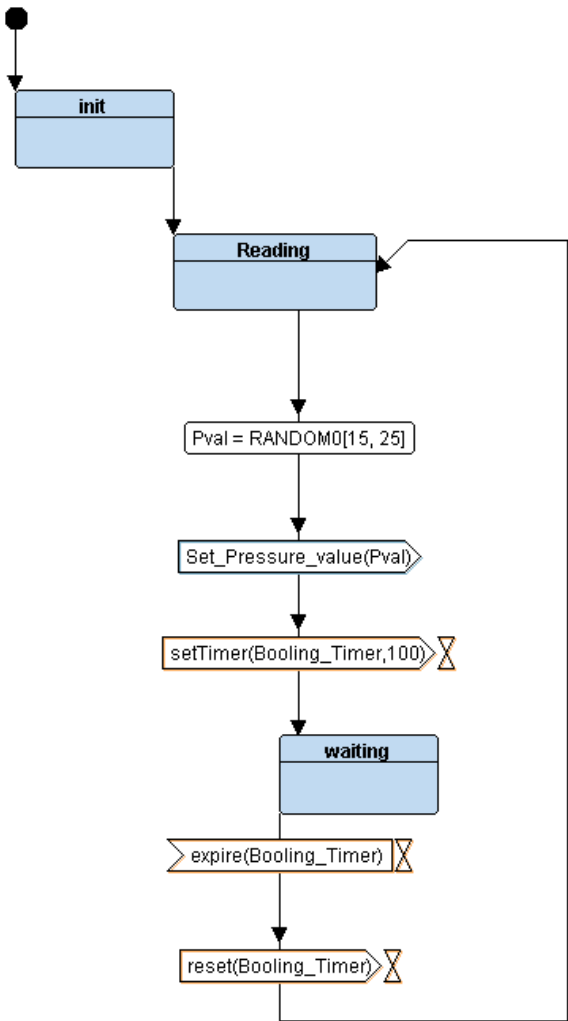 init
Reading
Pval = RANDOM0[15, 25]
Set_Pressure_value(Pval)
setTimer(Booling_Timer,100)
waiting
expire(Booling_Timer)
reset(Booling_Timer)